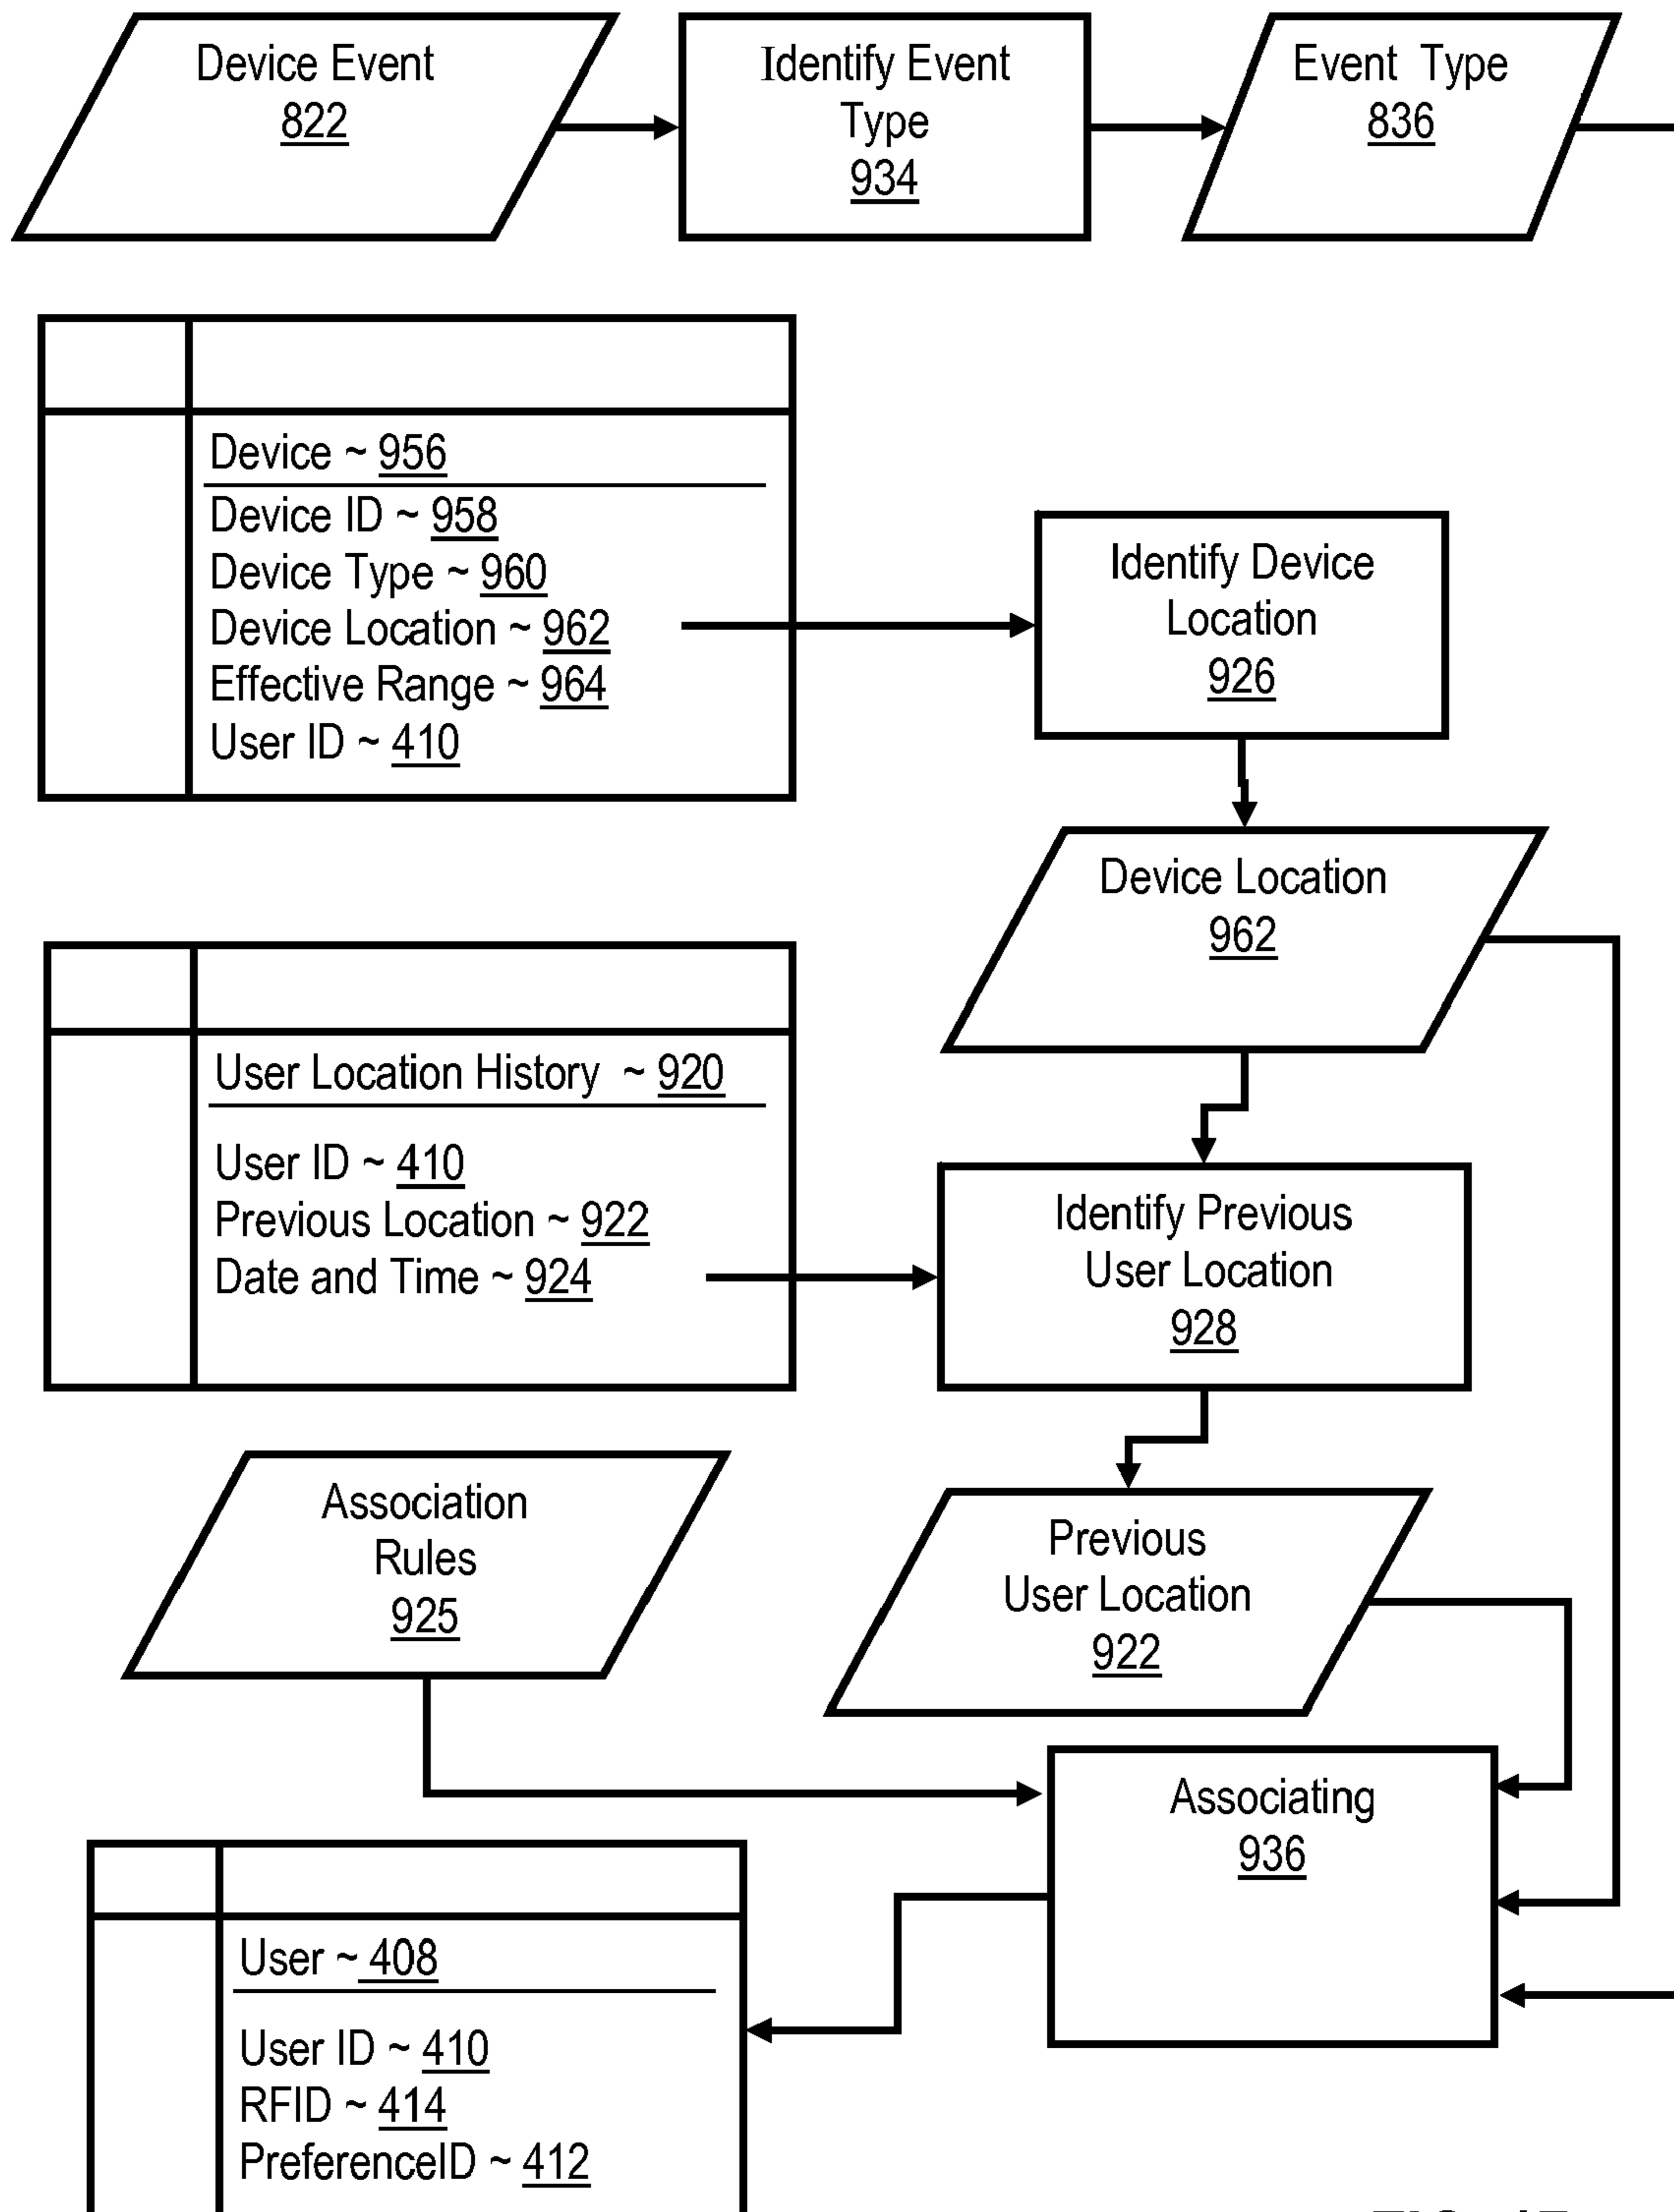 Device Event
822
Identify Event
Type
934
Event Type
836
Device ~ 956
Device ID ~ 958
Device Type ~ 960
Device Location ~ 962
Effective Range ~ 964
User ID ~ 410
Identify Device
Location
926
Device Location
962
User Location History ~ 920
User ID ~ 410
Previous Location ~ 922
Date and Time ~ 924
Identify Previous
User Location
928
Association
Rules
925
Previous
User Location
922
Associating
936
User ~ 408
User ID ~ 410
RFID ~ 414
PreferenceID ~ 412